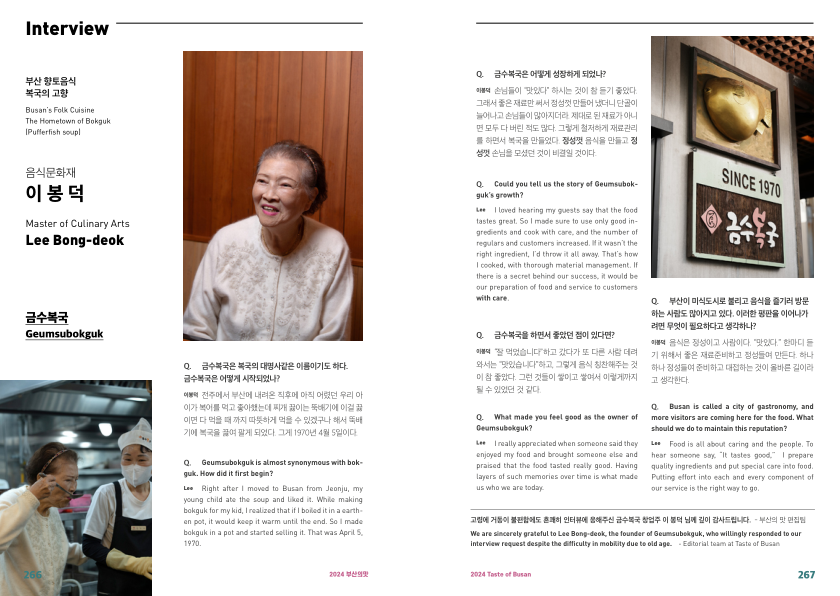 Interview
부산 향토음식
복국의 고향
Busan's Folk Cuisine
The Hometown of Bokguk
(Pufferfish soup)
음식문화재
이 봉 덕
Master of Culinary Arts
Lee Bong-deok
금수복국
Geumsubokguk
Q. 금수복국은 복국의 대명사같은 이름이기도 하다.
금수복국은 어떻게 시작되었나?
이봉덕 전주에서 부산에 내려온 직후에 아직 어렸던 우리 아
이가 복어를 먹고 좋아했는데 찌개 끓이는 뚝배기에 이걸 끓
이면 다 먹을 때 까지 따뜻하게 먹을 수 있겠구나 해서 뚝배
기에 복국을 끓여 팔게 되었다. 그게 1970년 4월 5일이다.
Q. Geumsubokguk is almost synonymous with bok-
guk. How did it first begin?
Lee Right after I moved to Busan from Jeonju, my
young child ate the soup and liked it. While making
bokguk for my kid, I realized that if I boiled it in a earth-
en pot, it would keep it warm until the end. So I made
bokguk in a pot and started selling it. That was April 5,
1970.
266
2024 부산의맛
Q. 금수복국은 어떻게 성장하게 되었나?
이봉덕 손님들이 "맛있다" 하시는 것이 참 듣기 좋았다.
그래서 좋은 재료만 써서 정성껏 만들어 냈더니 단골이
늘어나고 손님들이 많아지더라. 제대로 된 재료가 아니
면 모두 다 버린 적도 많다. 그렇게 철저하게 재료관리
를 하면서 복국을 만들었다. 정성껏 음식을 만들고 정
성껏 손님을 모셨던 것이 비결일 것이다.
Q. Could you tell us the story of Geumsubok-
guk's growth?
Lee I loved hearing my guests say that the food
tastes great. So I made sure to use only good in-
gredients and cook with care, and the number of
regulars and customers increased. If it wasn't the
right ingredient, I'd throw it all away. That's how
I cooked, with thorough material management. If
there is a secret behind our success, it would be
our preparation of food and service to customers
with care.
Q. 금수복국을 하면서 좋았던 점이 있다면?
이봉덕 "잘 먹었습니다"하고 갔다가 또 다른 사람 데려
와서는 "맛있습니다"하고, 그렇게 음식 칭찬해주는 것
이 참 좋았다. 그런 것들이 쌓이고 쌓여서 이렇게까지
될 수 있었던 것 같다.
Q. What made you feel good as the owner of
Geumsubokguk?
Lee I really appreciated when someone said they
enjoyed my food and brought someone else and
praised that the food tasted really good. Having
layers of such memories over time is what made
us who we are today.
SINCE 1970
금수복국
Q. 부산이 미식도시로 불리고 음식을 즐기러 방문
하는 사람도 많아지고 있다. 이러한 평판을 이어나가
려면 무엇이 필요하다고 생각하나?
이봉덕 음식은 정성이고 사람이다. "맛있다." 한마디 듣
기 위해서 좋은 재료준비하고 정성들여 만든다. 하나
하나 정성들여 준비하고 대접하는 것이 올바른 길이라
고 생각한다.
Q. Busan is called a city of gastronomy, and
more visitors are coming here for the food. What
should we do to maintain this reputation?
Lee Food is all about caring and the people. To
hear someone say, "It tastes good," I prepare
quality ingredients and put special care into food.
Putting effort into each and every component of
our service is the right way to go.
고령에 거동이 불편함에도 흔쾌히 인터뷰에 응해주신 금수복국 창업주 이 봉덕 님께 깊이 감사드립니다. - 부산의 맛 편집팀
We are sincerely grateful to Lee Bong-deok, the founder of Geumsubokguk, who willingly responded to our
interview request despite the difficulty in mobility due to old age. - Editorial team at Taste of Busan
2024 Taste of Busan
267